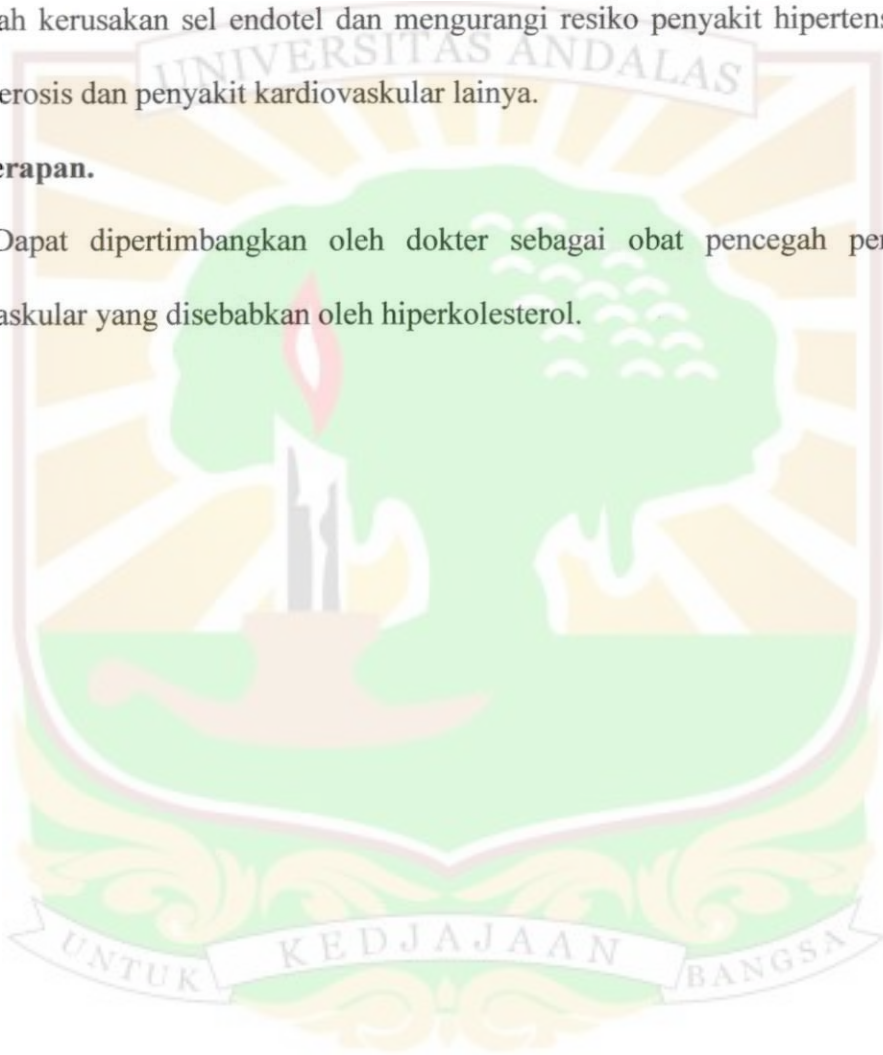 ah kerusakan sel endotel dan mengurangi resiko penyakit hipertens
UNIVERSITAS ANDALAS
erosis dan penyakit kardiovaskular lainya.
erapan.
Dapat dipertimbangkan oleh dokter sebagai obat pencegah per
askular yang disebabkan oleh hiperkolesterol.
UNTUK KEDJAJAAN BANGSA